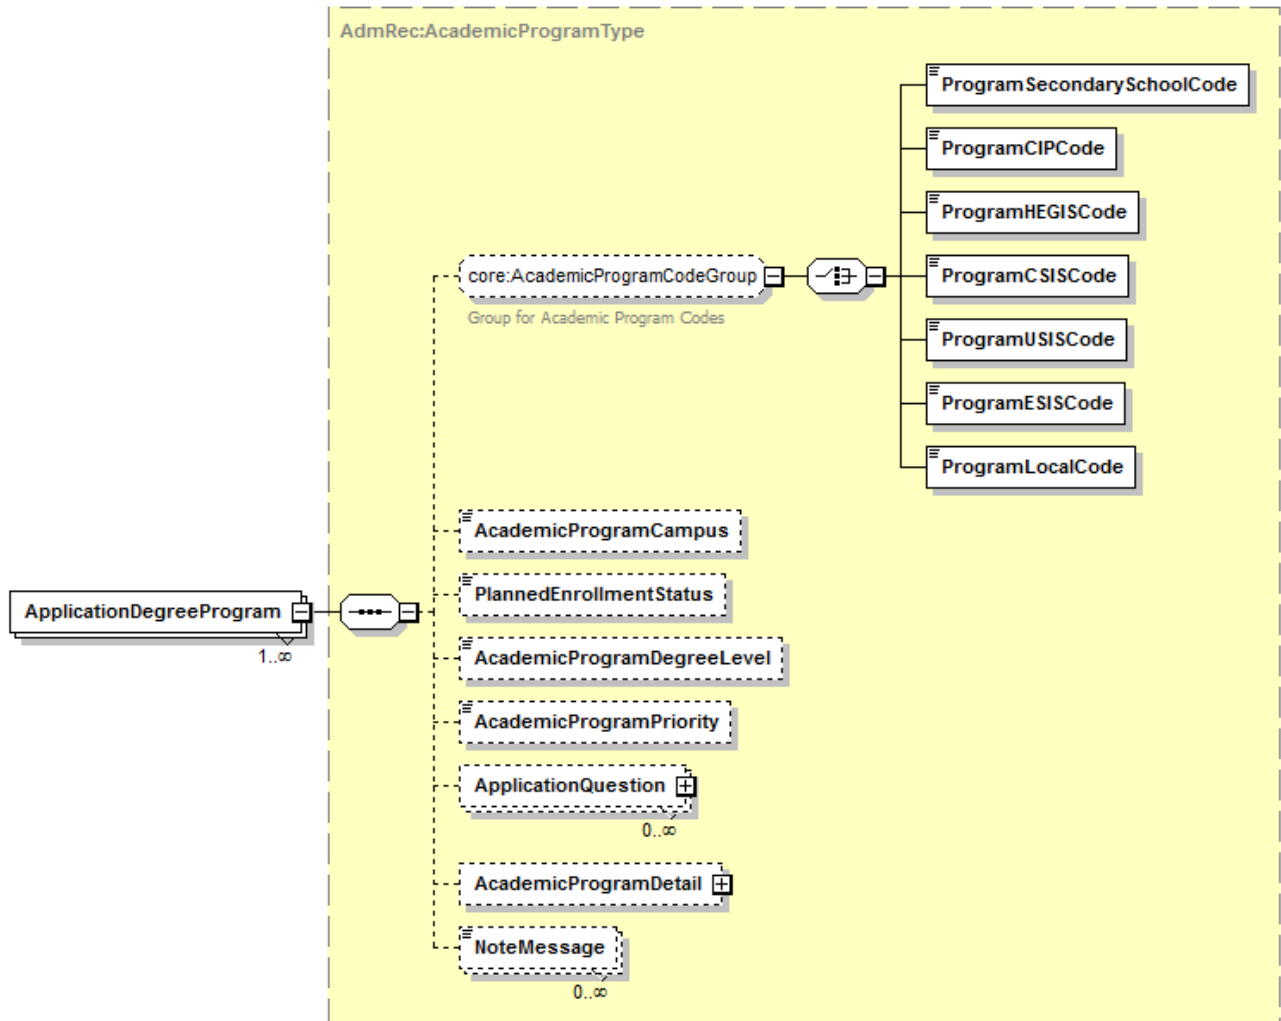 AdmRec:AcademicProgramType
ProgramSecondarySchoolCode
ProgramCIPCode
ProgramHEGISCode
core:AcademicProgramCodeGroup
ProgramCSISCode
Group for Academic Program Codes
ProgramUSISCode
ProgramESISCode
ProgramLocalCode
AcademicProgramCampus
PlannedEnrollmentStatus
ApplicationDegreeProgram
1..∞
AcademicProgramDegreeLevel
AcademicProgramPriority
ApplicationQuestion
0..∞
AcademicProgramDetail
NoteMessage
0..∞